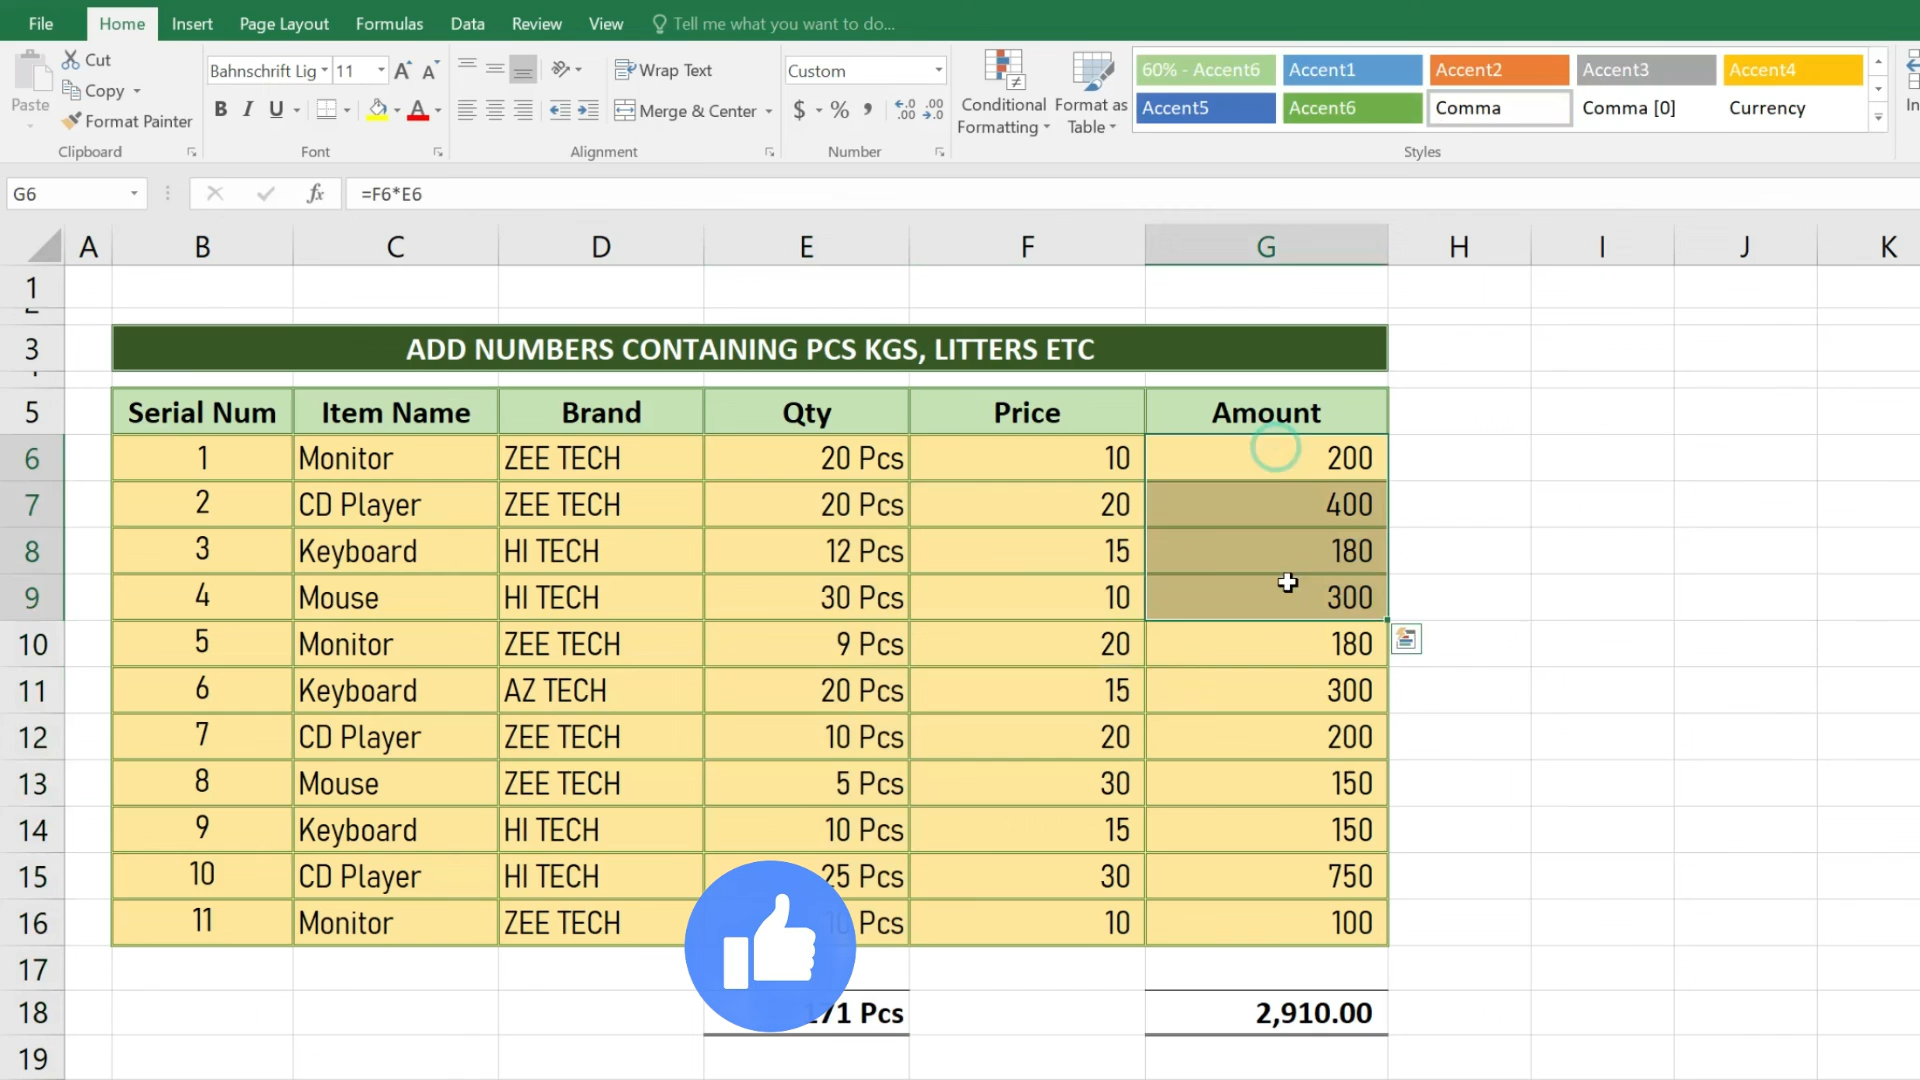 File Home Insert Page Layout Formulas Data Review View Tell me what you want to do...
Cut
Copy
Format Painter
Paste
Clipboard
Bahnschrift Lig 11
B I U A
Font
Wrap Text
Merge & Center
Alignment
Custom
$ %
Number
Conditional Formatting
Format as Table
60% - Accent6 Accent1 Accent2 Accent3 Accent4
Accent5 Accent6 Comma Comma [0] Currency
Styles
G6 fx =F6*E6
A B C D E F G H I J K
1
3 ADD NUMBERS CONTAINING PCS KGS, LITTERS ETC
5 Serial Num Item Name Brand Qty Price Amount
6 1 Monitor ZEE TECH 20 Pcs 10 200
7 2 CD Player ZEE TECH 20 Pcs 20 400
8 3 Keyboard HI TECH 12 Pcs 15 180
9 4 Mouse HI TECH 30 Pcs 10 300
10 5 Monitor ZEE TECH 9 Pcs 20 180
11 6 Keyboard AZ TECH 20 Pcs 15 300
12 7 CD Player ZEE TECH 10 Pcs 20 200
13 8 Mouse ZEE TECH 5 Pcs 30 150
14 9 Keyboard HI TECH 10 Pcs 15 150
15 10 CD Player HI TECH 25 Pcs 30 750
16 11 Monitor ZEE TECH 10 Pcs 10 100
17
18 171 Pcs 2,910.00
19